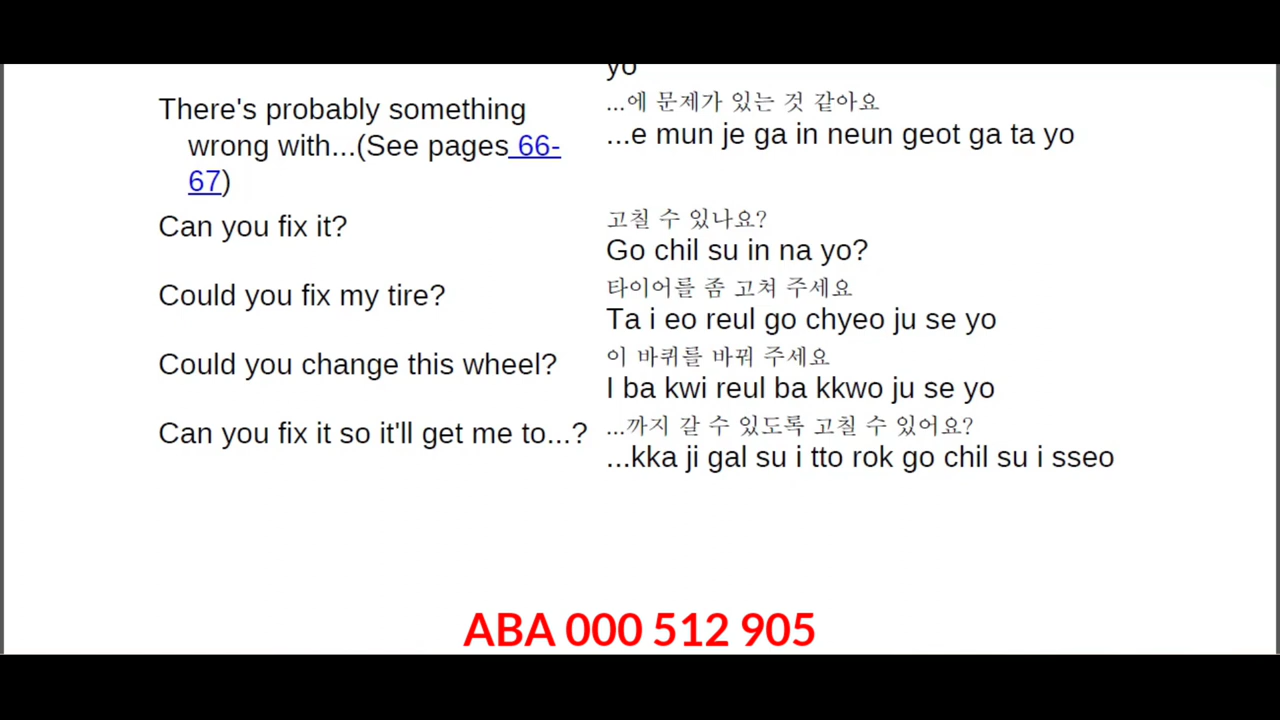 yo
There's probably something
wrong with...(See pages 66-
67)
...에 문제가 있는 것 같아요
...e mun je ga in neun geot ga ta yo
Can you fix it?
고칠 수 있나요?
Go chil su in na yo?
Could you fix my tire?
타이어를 좀 고쳐 주세요
Ta i eo reul go chyeo ju se yo
Could you change this wheel?
이 바퀴를 바꿔 주세요
I ba kwi reul ba kkwo ju se yo
Can you fix it so it'll get me to...?
...까지 갈 수 있도록 고칠 수 있어요?
...kka ji gal su i tto rok go chil su i sseo
ABA 000 512 905